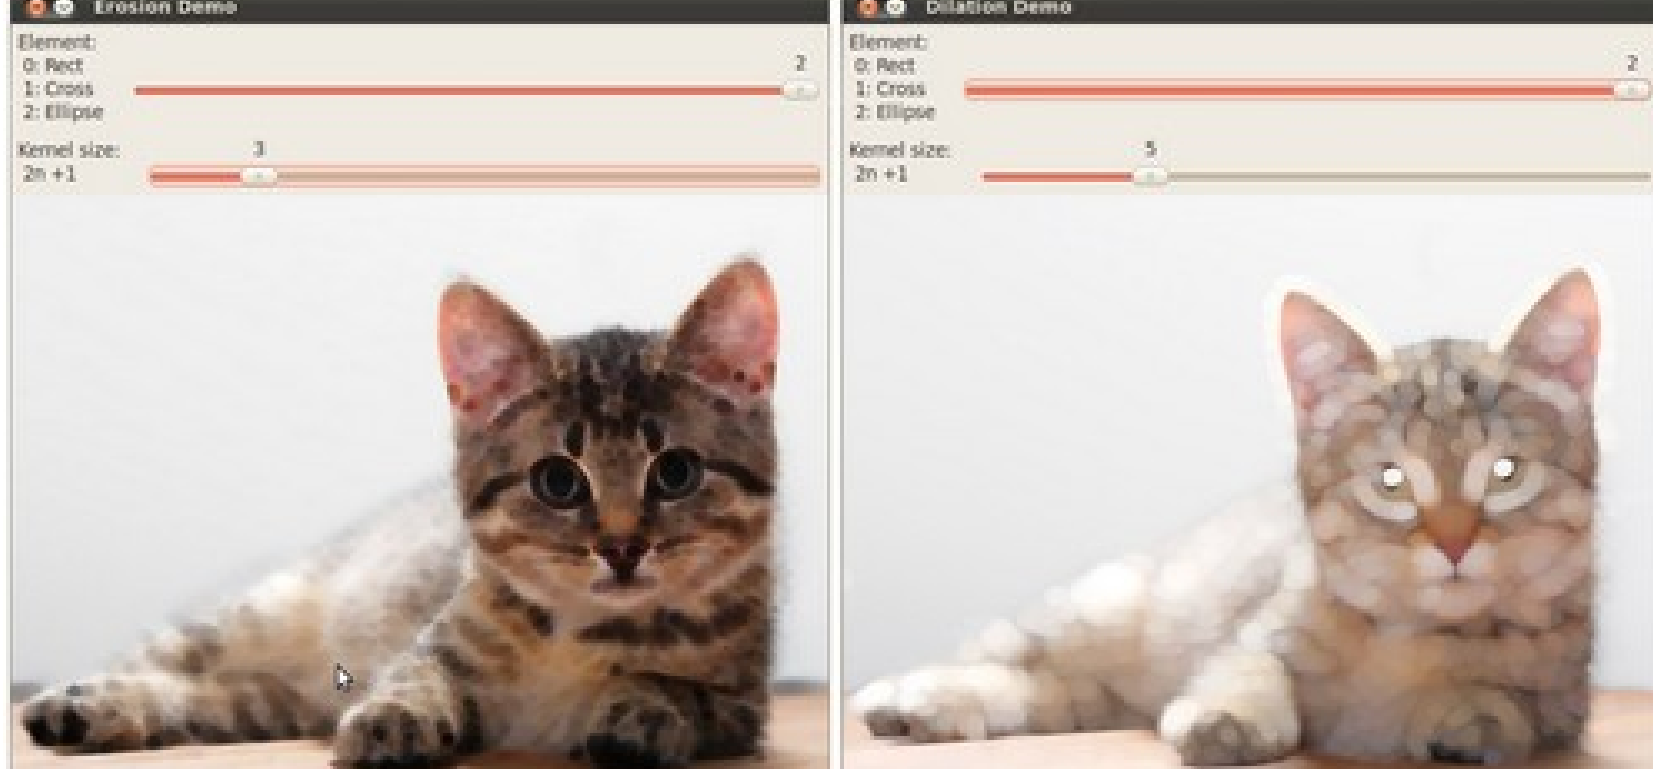 Erosion Demo
Element:
0: Rect
1: Cross
2: Ellipse
2
Kernel size:
2n +1
3
Dilation Demo
Element:
0: Rect
1: Cross
2: Ellipse
2
Kernel size:
2n +1
5